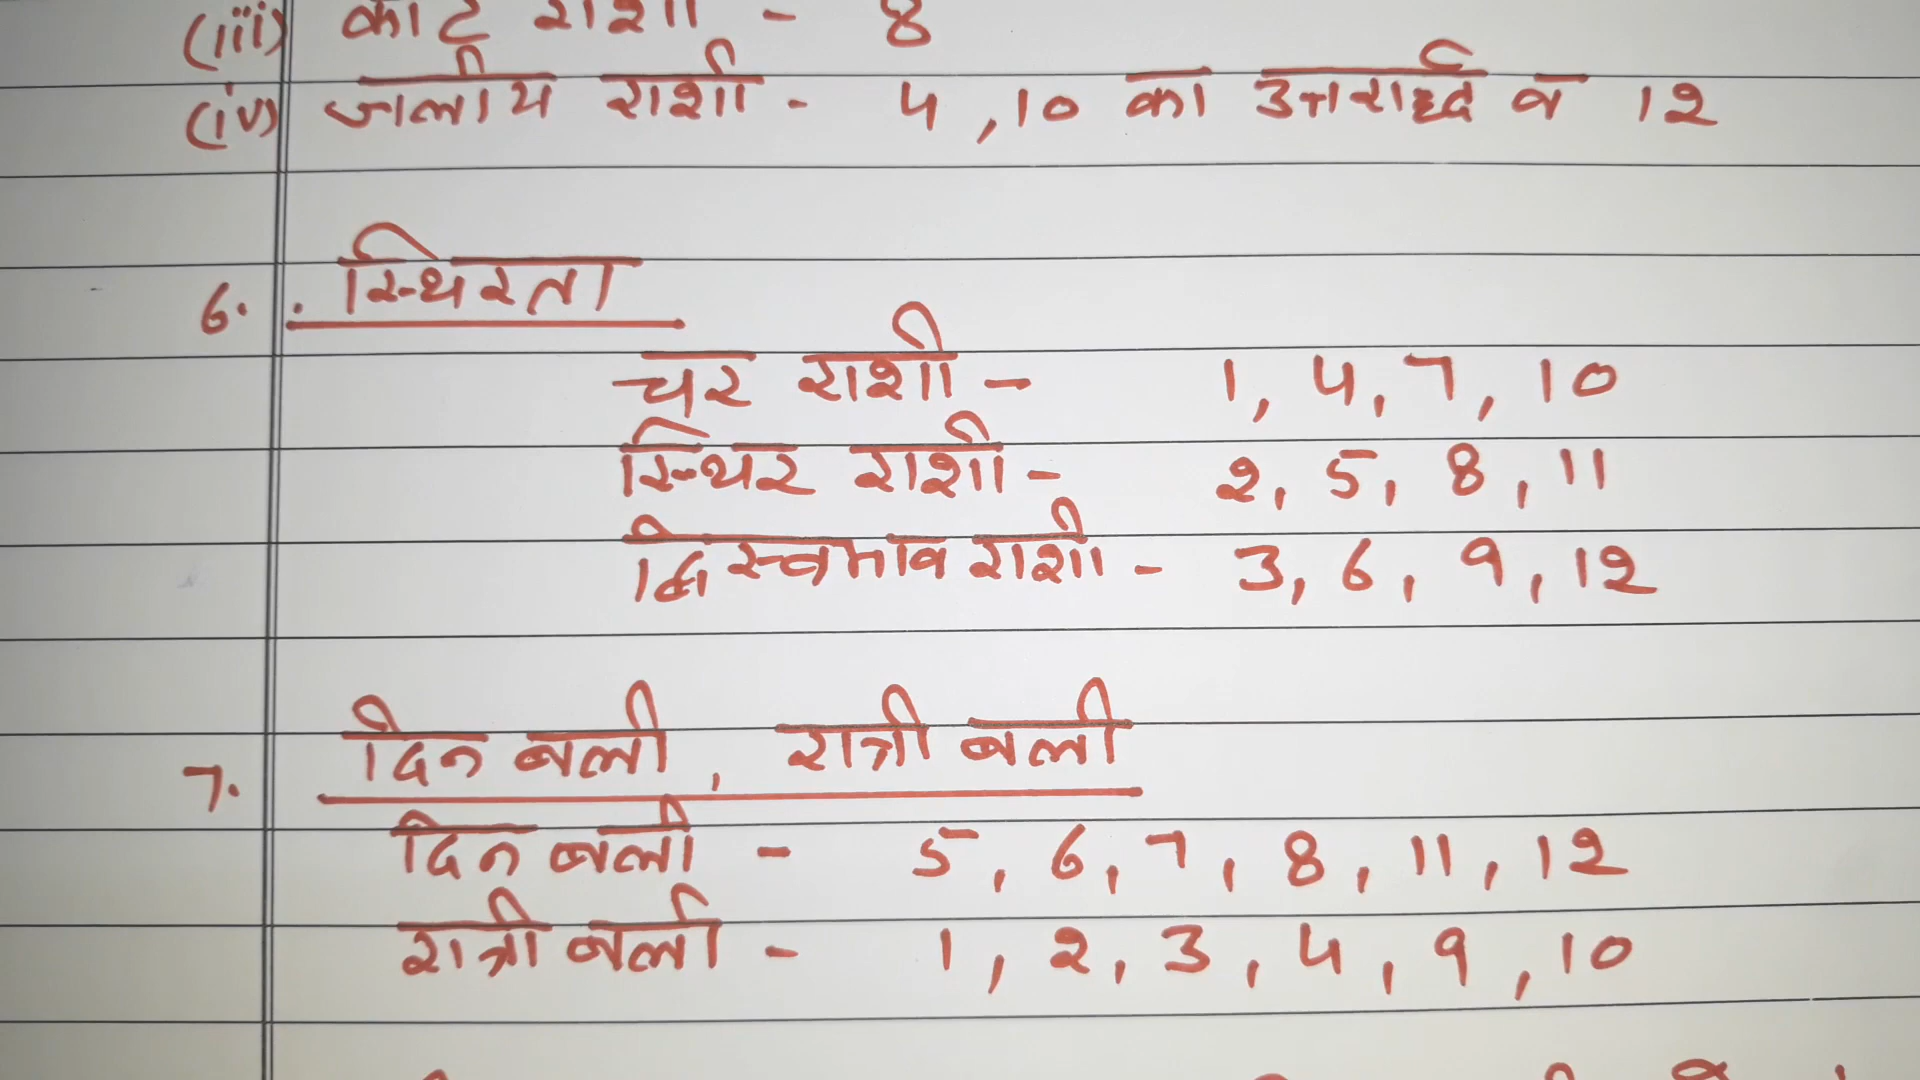 (iii) कीट राशी - 8
(iv) जलीय राशी - 4, 10 का उत्तरार्द्ध व 12
6. स्थिरता
चर राशी - 1, 4, 7, 10
स्थिर राशी - 2, 5, 8, 11
द्विस्वभाव राशी - 3, 6, 9, 12
7. दिन बली, रात्री बली
दिन बली - 5, 6, 7, 8, 11, 12
रात्री बली - 1, 2, 3, 4, 9, 10